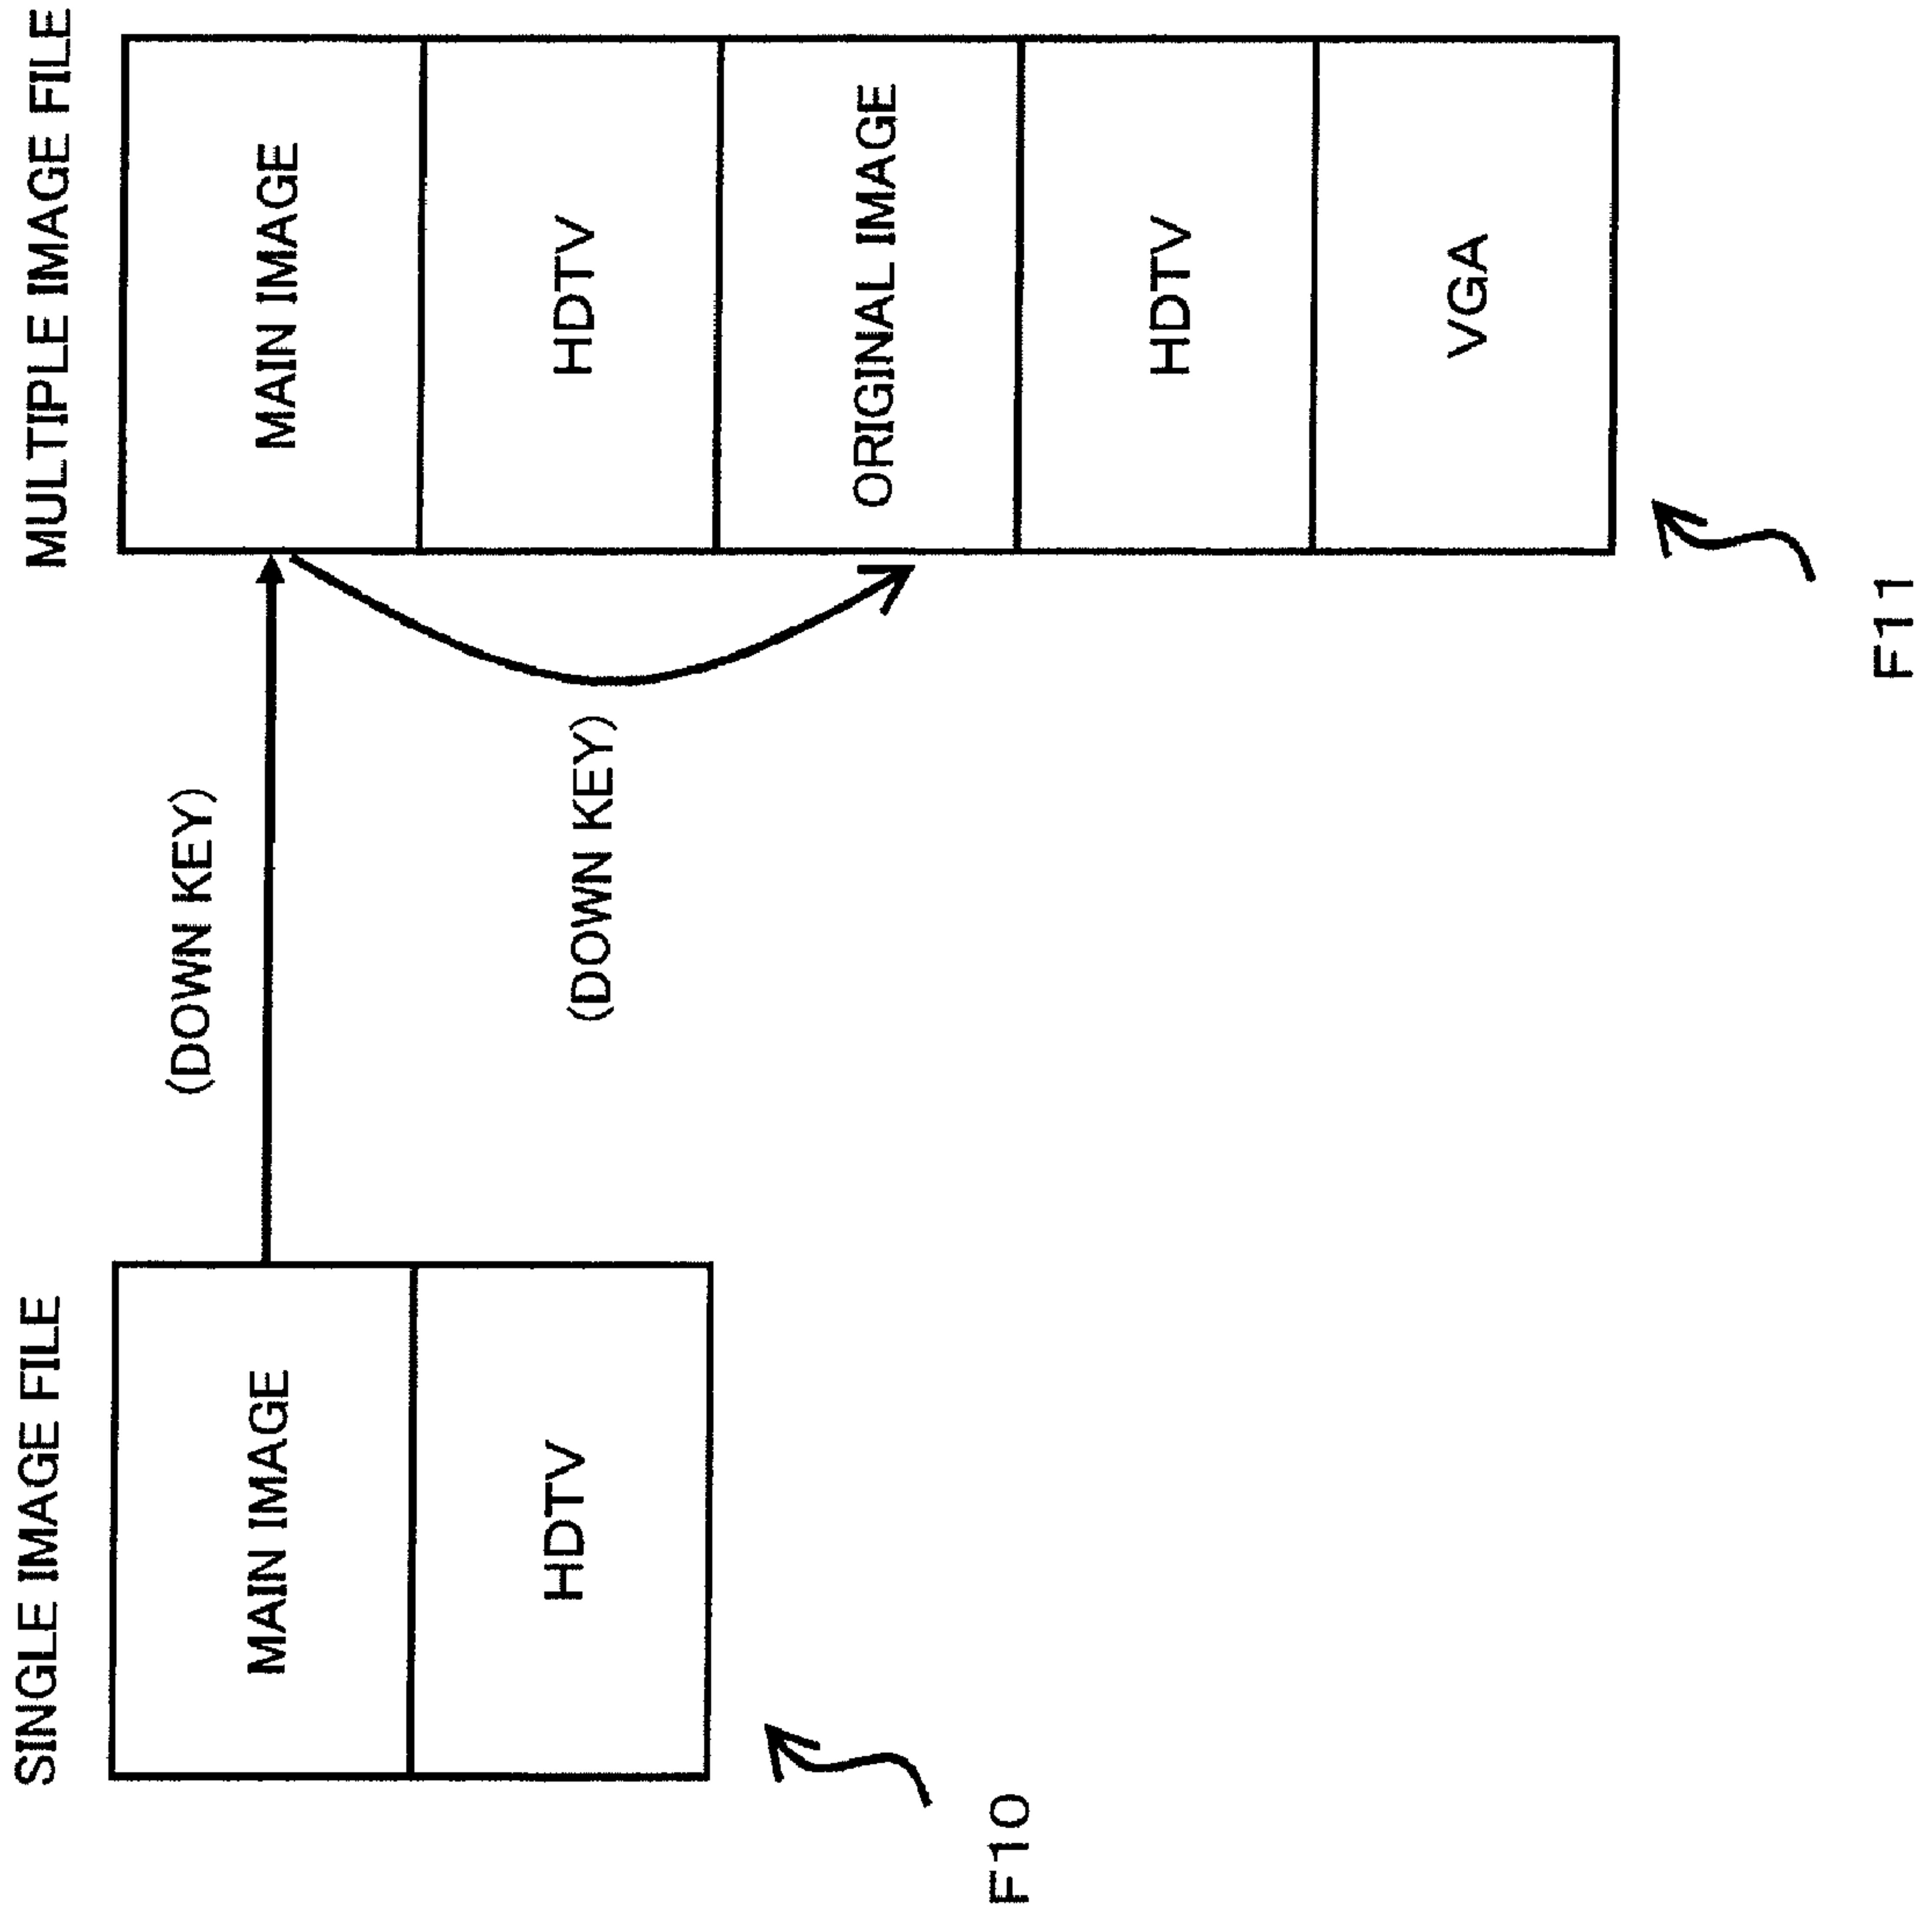 SINGLE IMAGE FILE
MAIN IMAGE
HDTV
F10
(DOWN KEY)
(DOWN KEY)
MULTIPLE IMAGE FILE
MAIN IMAGE
HDTV
ORIGINAL IMAGE
HDTV
VGA
F11